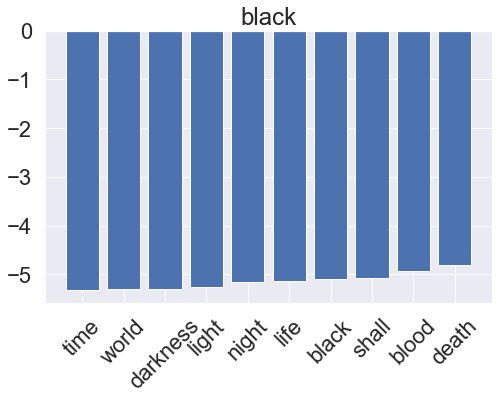 black
0
−1
−2
−3
−4
−5
time
world
darkness
light
night
life
black
shall
blood
death